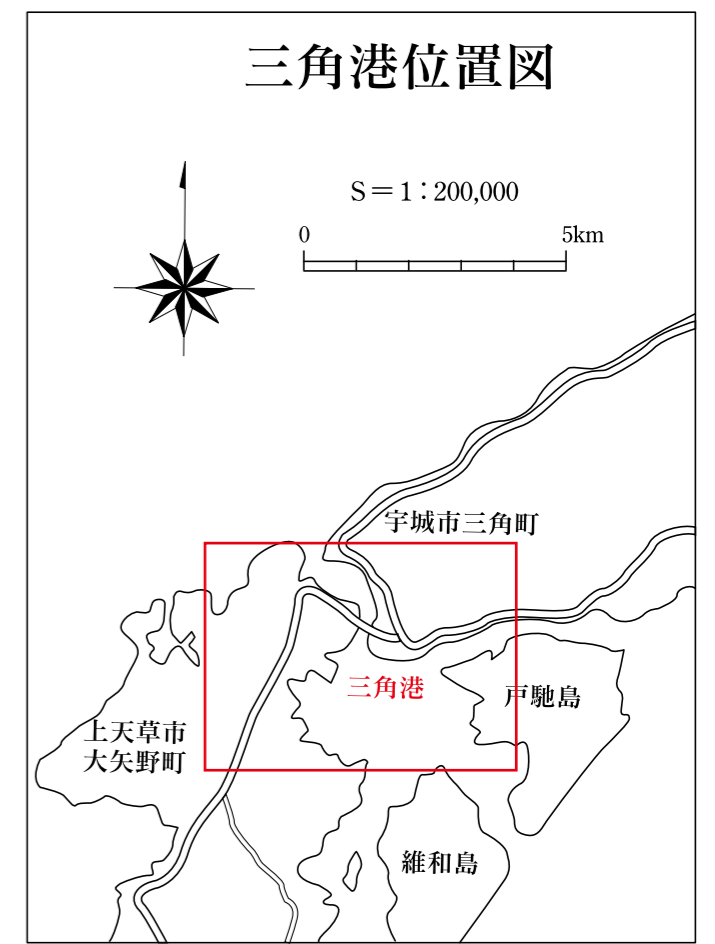 三角港位置図
S=1:200,000
0 5km
宇城市三角町
三角港
戸馳島
上天草市
大矢野町
維和島